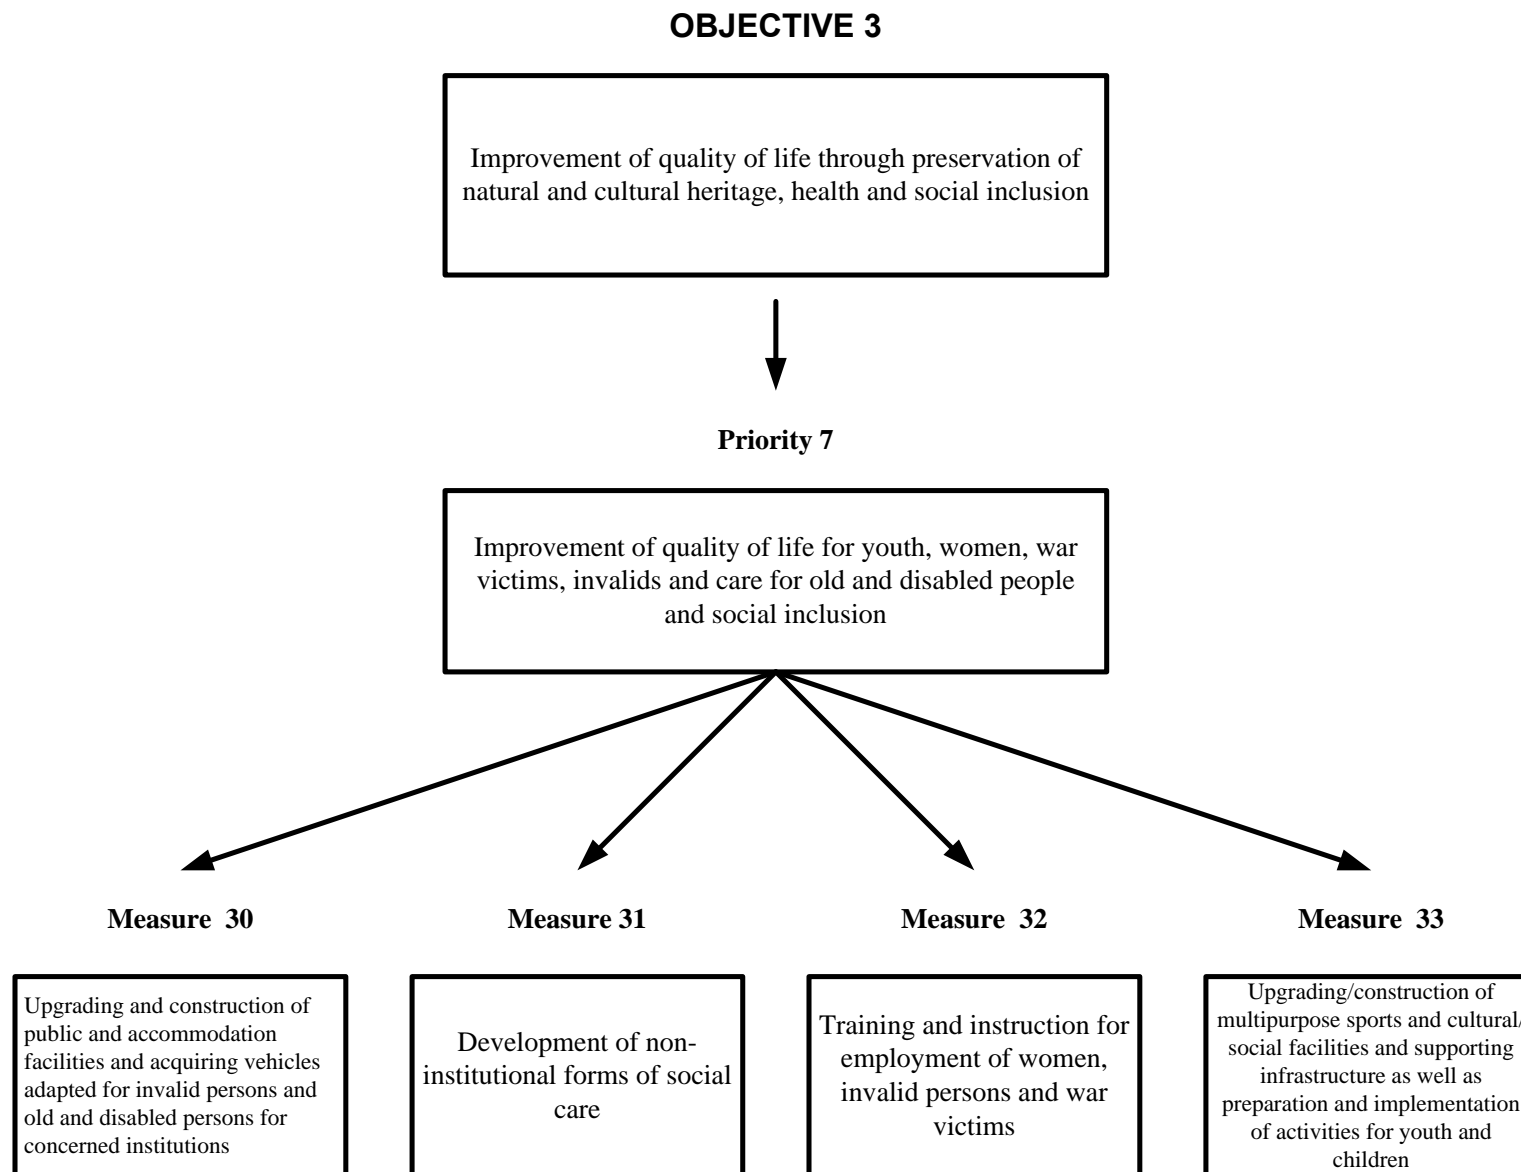 OBJECTIVE 3
Improvement of quality of life through preservation of
natural and cultural heritage, health and social inclusion
Priority 7
Improvement of quality of life for youth, women, war
victims, invalids and care for old and disabled people
and social inclusion
Measure  30
Upgrading and construction of
public and accommodation
facilities and acquiring vehicles
adapted for invalid persons and
old and disabled persons for
concerned institutions
Measure 31
Development of non-
institutional forms of social
care
Measure  32
Training and instruction for
employment of women,
invalid persons and war
victims
Measure  33
Upgrading/construction of
multipurpose sports and cultural/
social facilities and supporting
infrastructure as well as
preparation and implementation
of activities for youth and
children